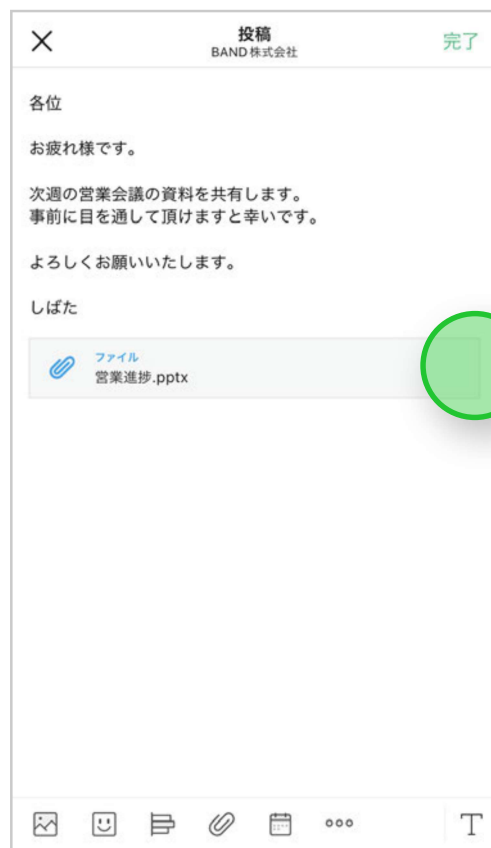 投稿
BAND株式会社
完了
各位
お疲れ様です。
次週の営業会議の資料を共有します。
事前に目を通して頂けますと幸いです。
よろしくお願いいたします。
しばた
ファイル
営業進捗.pptx
T